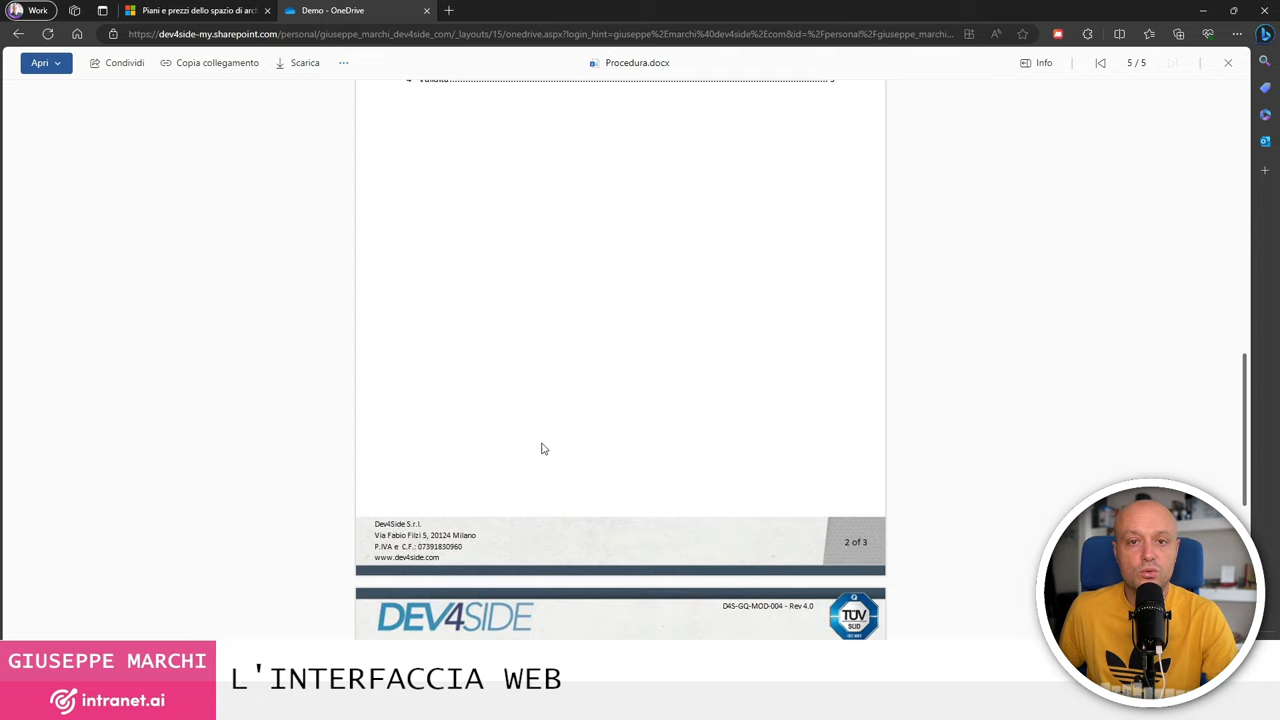 Work
Piani e prezzi dello spazio di arc
Demo - OneDrive
https://dev4side-my.sharepoint.com/personal/giuseppe_marchi_dev4side_com/_layouts/15/onedrive.aspx?login_hint=giuseppe%2Emarchi%40dev4side%2Ecom&id=%2Fpersonal%2Fgiuseppe_marchi...
Apri
Condividi
Copia collegamento
Scarica
...
Procedura.docx
Info
5 / 5
Dev4Side S.r.l.
Via Fabio Filzi 5, 20124 Milano
P.IVA e C.F.: 07391830960
www.dev4side.com
2 of 3
DEV4SIDE
D4S-GQ-MOD-004 - Rev 4.0
TÜV
SUD
GIUSEPPE MARCHI
intranet.ai
L'INTERFACCIA WEB